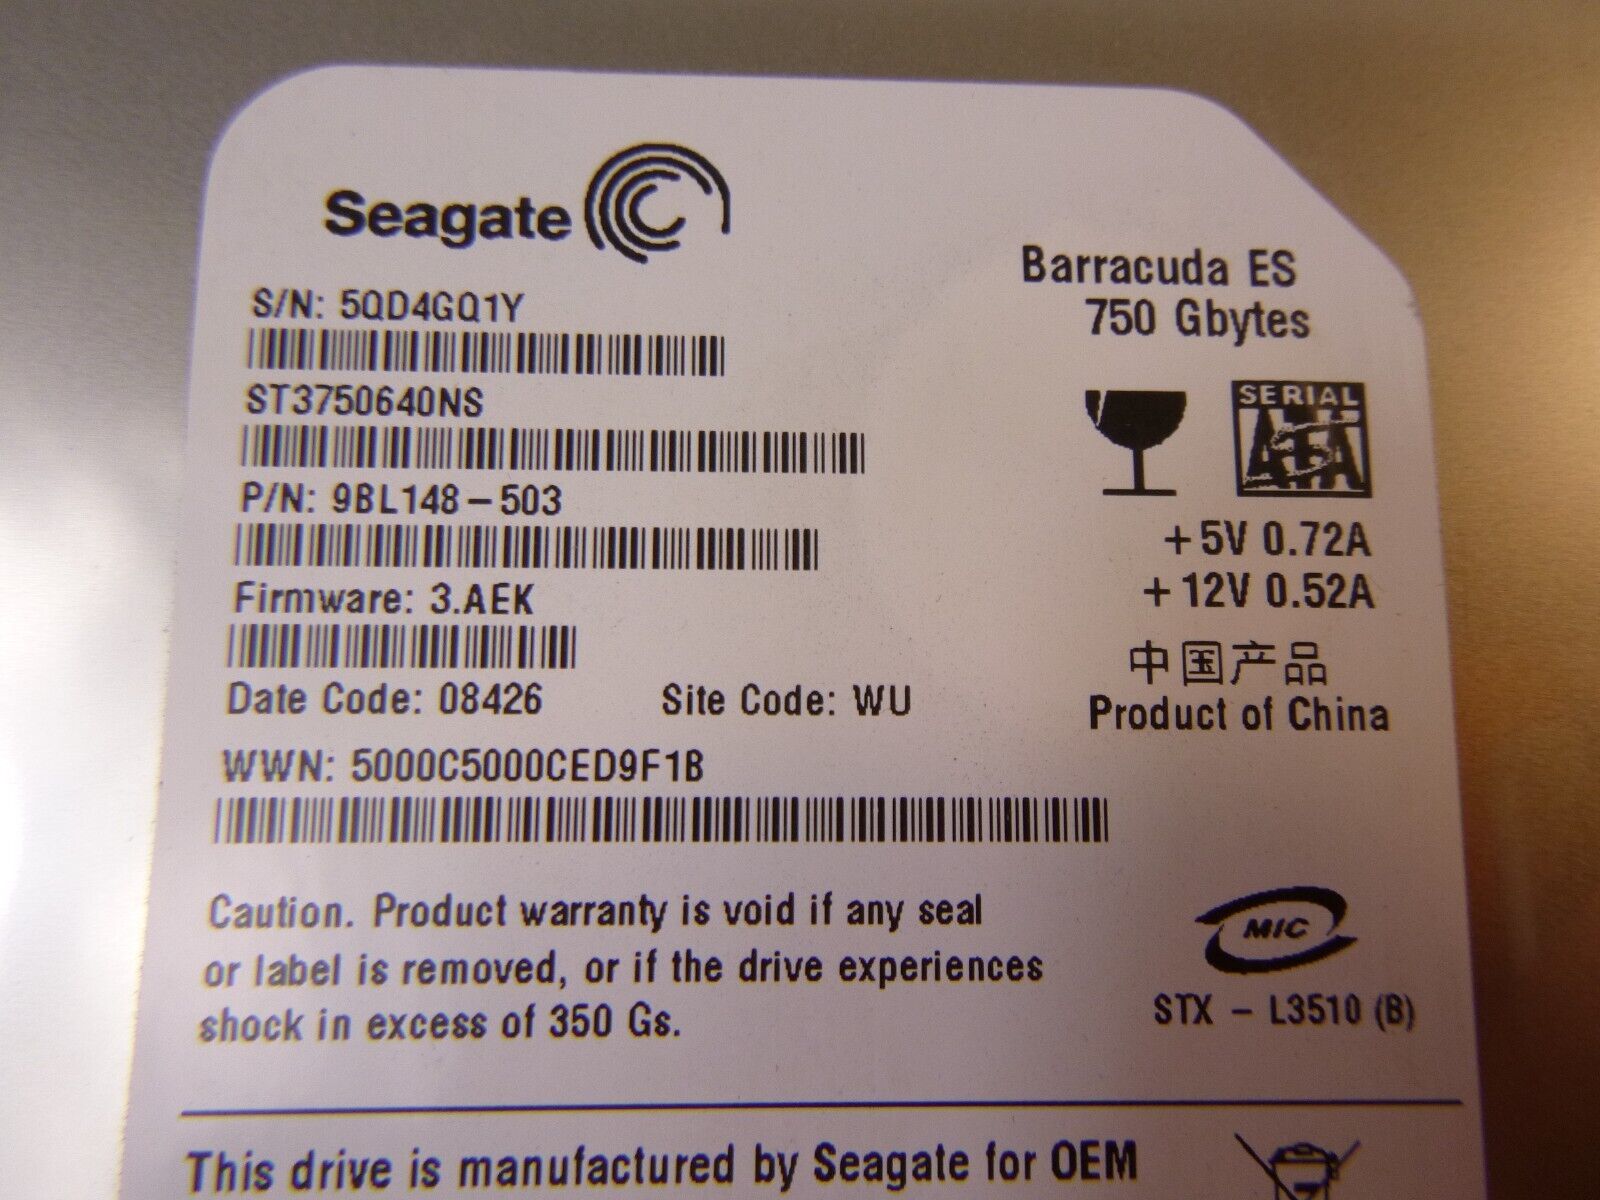 Seagate
Barracuda ES
750 Gbytes
S/N: 5QD4GQ1Y
ST3750640NS
SERIAL
ATA
P/N: 9BL148-503
+5V 0.72A
+12V 0.52A
Firmware: 3.AEK
中国产品
Product of China
Date Code: 08426 Site Code: WU
WWN: 5000C5000CED9F1B
Caution. Product warranty is void if any seal
or label is removed, or if the drive experiences
shock in excess of 350 Gs.
MIC
STX - L3510 (B)
This drive is manufactured by Seagate for OEM